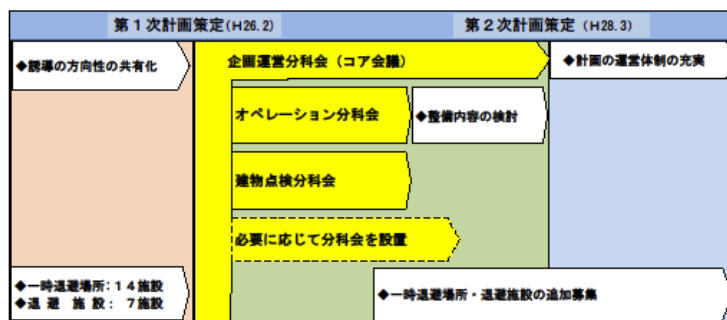 第１次計画策定(H26.2)
第２次計画策定(H28.3)
◆誘導の方向性の共有化
企画運営分科会（コア会議）
◆計画の運営体制の充実
オペレーション分科会
◆整備内容の検討
建物点検分科会
必要に応じて分科会を設置
◆一時退避場所：１４施設
◆退 避 施 設： ７施設
◆一時退避場所・退避施設の追加募集